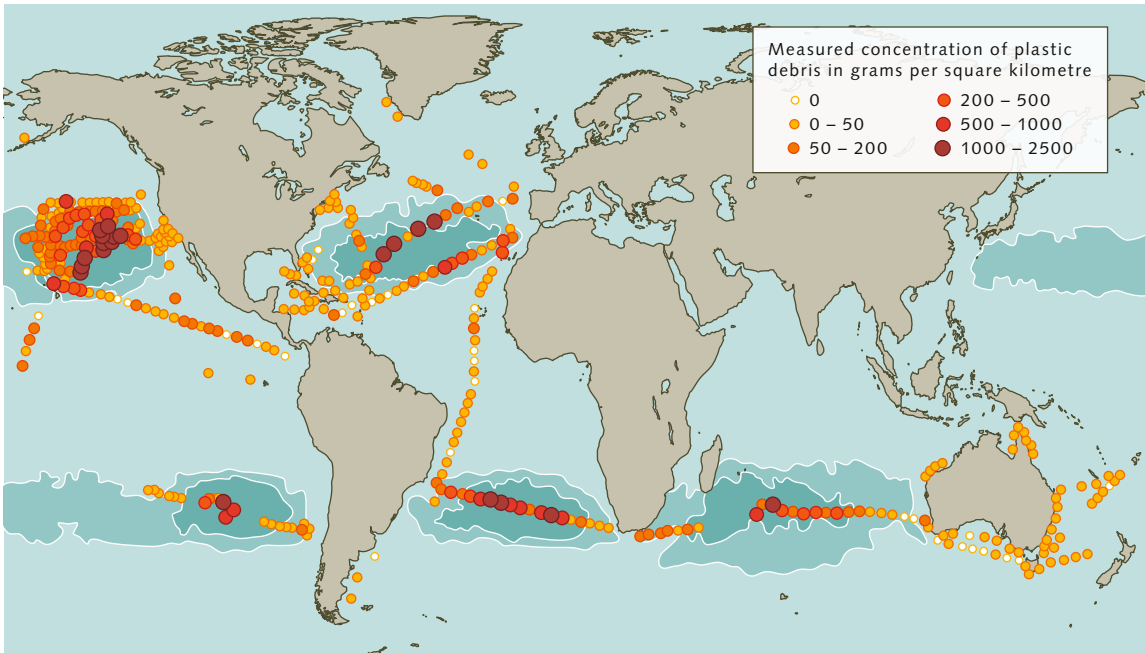 Measured concentration of plastic
debris in grams per square kilometre
0
0 – 50
50 – 200
200 – 500
500 – 1000
1000 – 2500